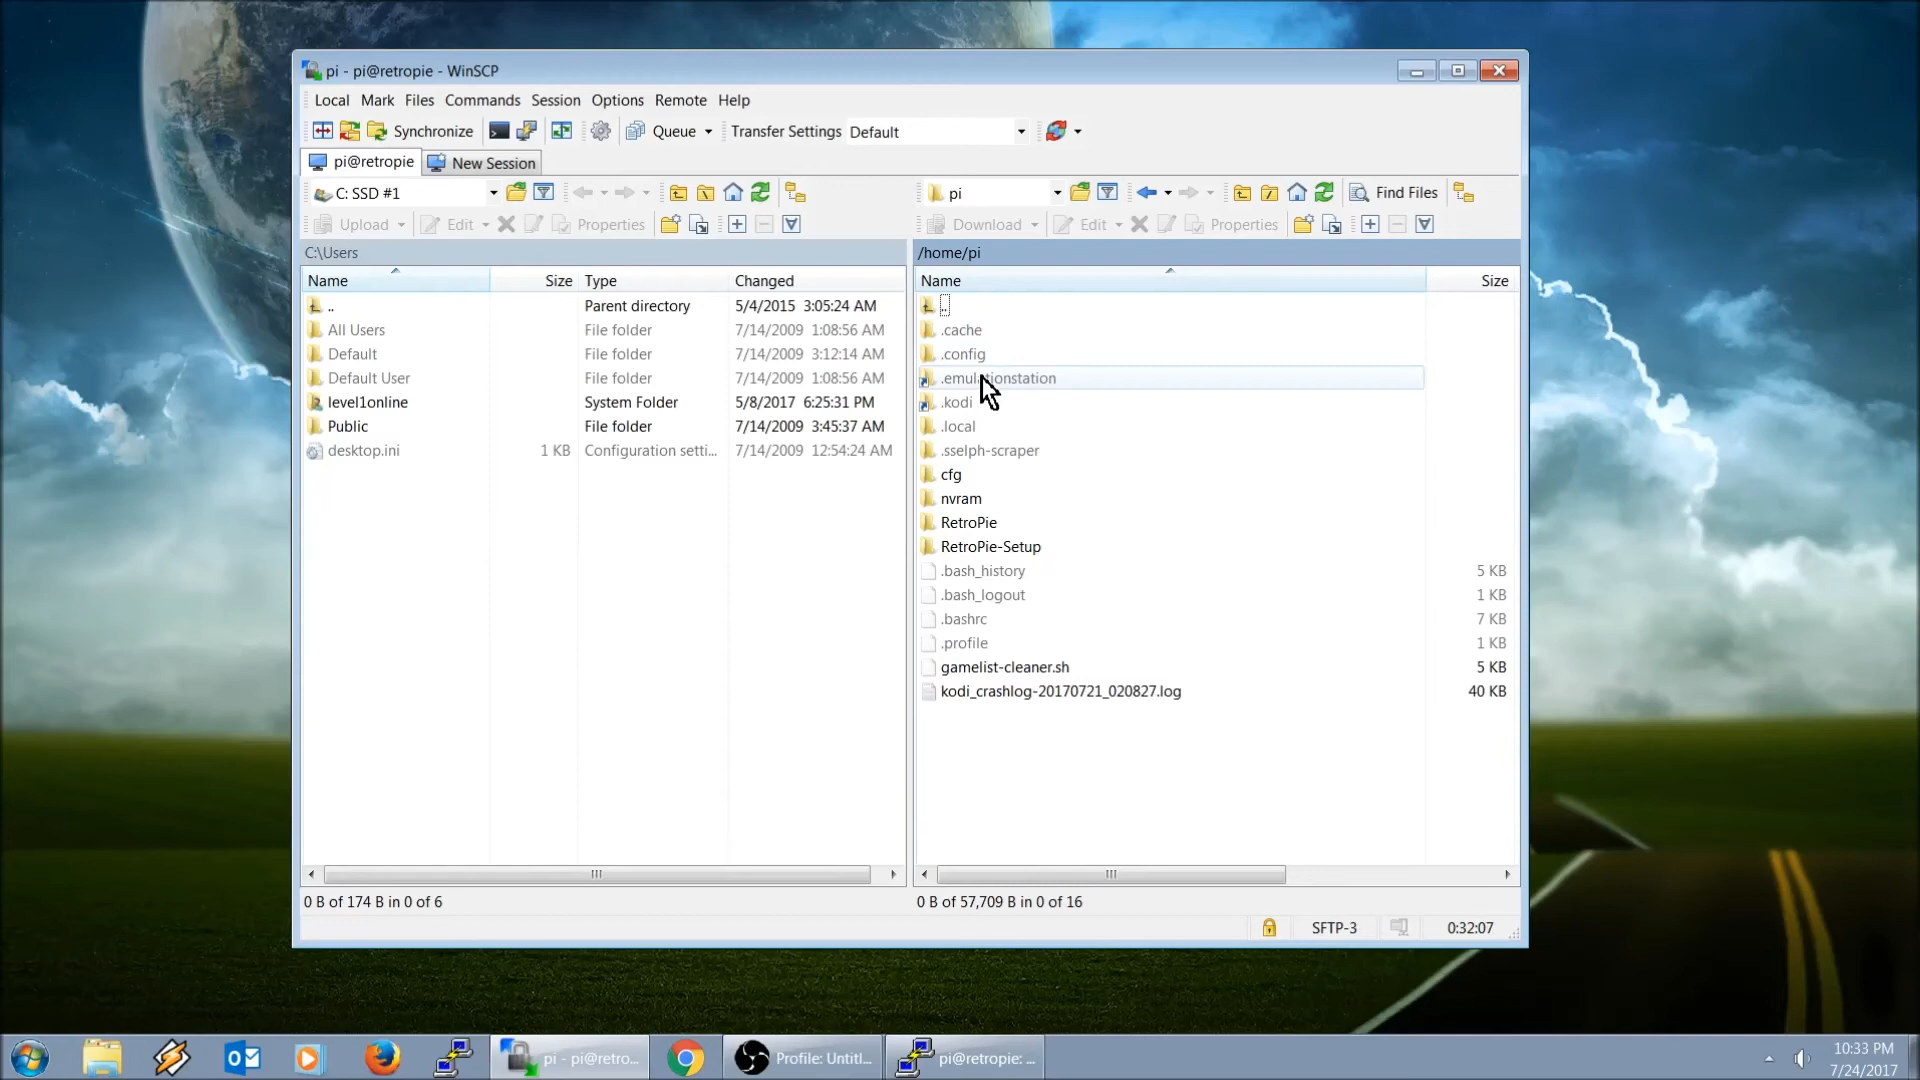 pi - pi@retropie - WinSCP
Local Mark Files Commands Session Options Remote Help
Synchronize Queue Transfer Settings Default
pi@retropie New Session
C: SSD #1 pi Find Files
Upload Edit Properties Download Edit Properties
C:\Users /home/pi
Name Size Type Changed Name Size
.. Parent directory 5/4/2015 3:05:24 AM ..
All Users File folder 7/14/2009 1:08:56 AM .cache
Default File folder 7/14/2009 3:12:14 AM .config
Default User File folder 7/14/2009 1:08:56 AM .emulationstation
level1online System Folder 5/8/2017 6:25:31 PM .kodi
Public File folder 7/14/2009 3:45:37 AM .local
desktop.ini 1 KB Configuration setti... 7/14/2009 12:54:24 AM .sselph-scraper
cfg
nvram
RetroPie
RetroPie-Setup
.bash_history 5 KB
.bash_logout 1 KB
.bashrc 7 KB
.profile 1 KB
gamelist-cleaner.sh 5 KB
kodi_crashlog-20170721_020827.log 40 KB
0 B of 174 B in 0 of 6 0 B of 57,709 B in 0 of 16
SFTP-3 0:32:07
pi - pi@retro... Profile: Untitl... pi@retropie: ... 10:33 PM
7/24/2017